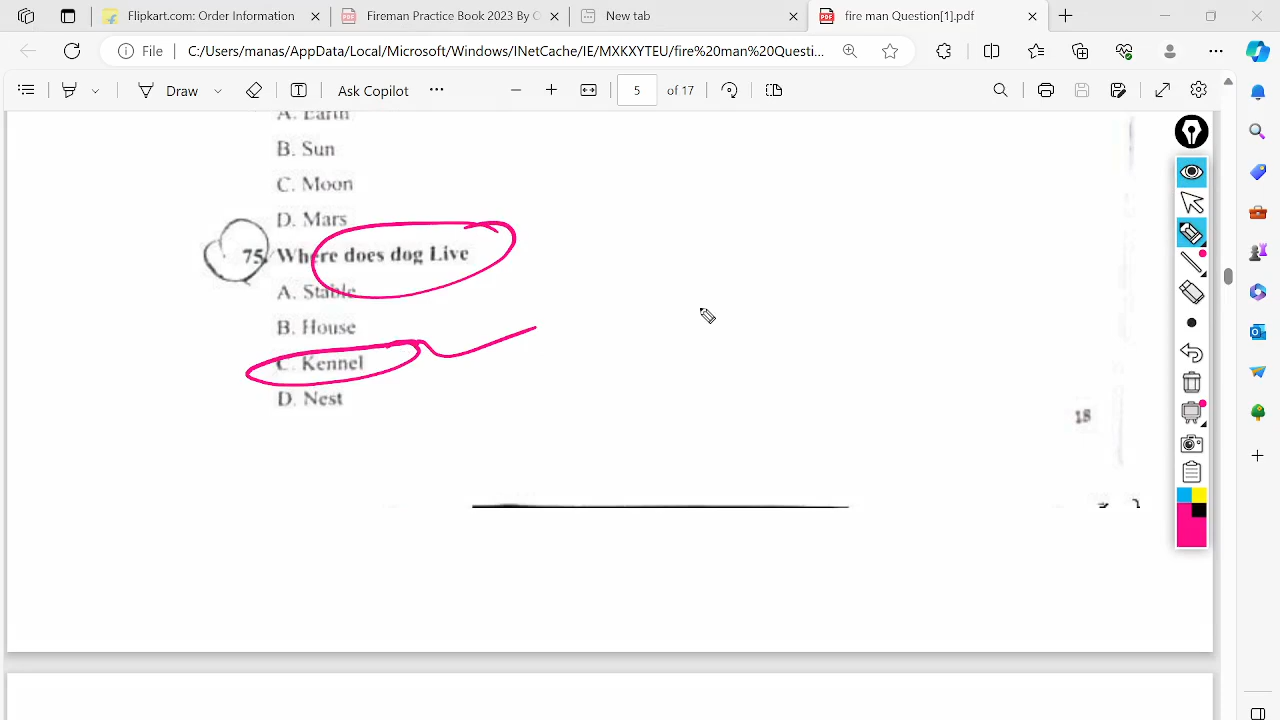 Flipkart.com: Order Information
Fireman Practice Book 2023 By C
New tab
fire man Question[1].pdf
File
C:/Users/manas/AppData/Local/Microsoft/Windows/INetCache/IE/MXKXYTEU/fire%20man%20Questi...
Draw
Ask Copilot
5 of 17
A. Earth
B. Sun
C. Moon
D. Mars
75. Where does dog Live
A. Stable
B. House
C. Kennel
D. Nest
18